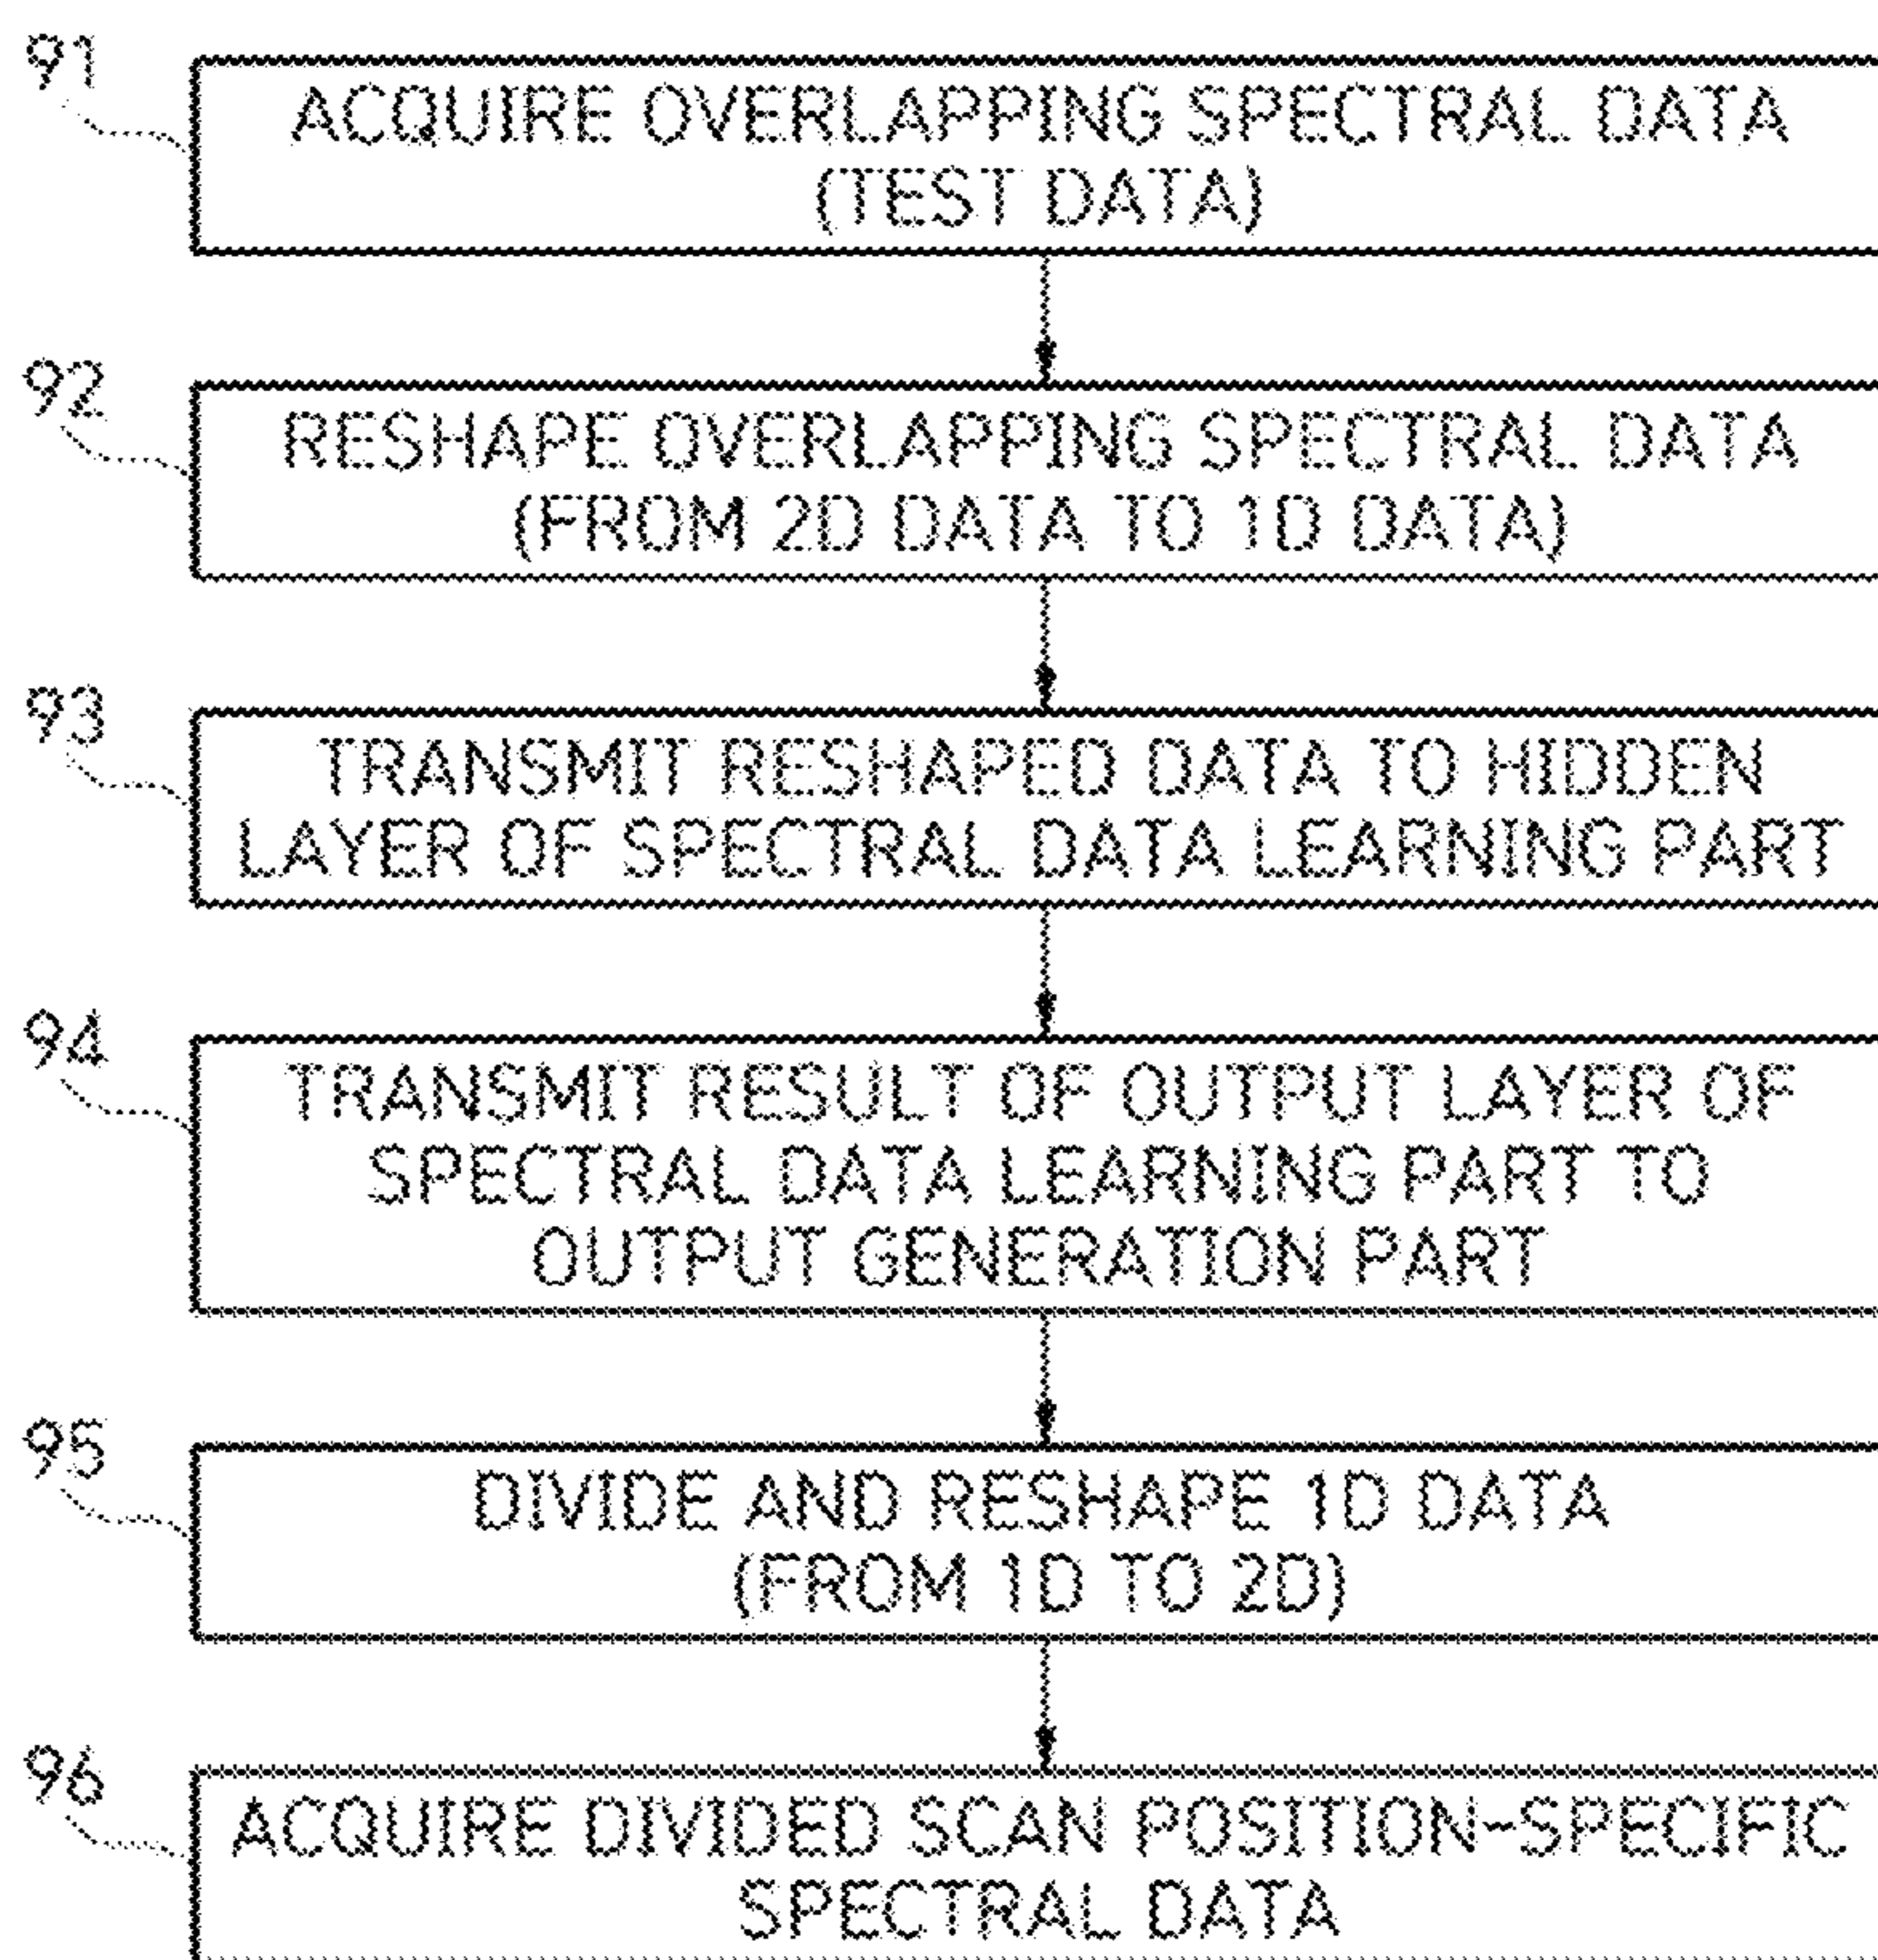 91
ACQUIRE OVERLAPPING SPECTRAL DATA
(TEST DATA)
92
RESHAPE OVERLAPPING SPECTRAL DATA
(FROM 2D DATA TO 1D DATA)
93
TRANSMIT RESHAPED DATA TO HIDDEN
LAYER OF SPECTRAL DATA LEARNING PART
94
TRANSMIT RESULT OF OUTPUT LAYER OF
SPECTRAL DATA LEARNING PART TO
OUTPUT GENERATION PART
95
DIVIDE AND RESHAPE 1D DATA
(FROM 1D TO 2D)
96
ACQUIRE DIVIDED SCAN POSITION-SPECIFIC
SPECTRAL DATA